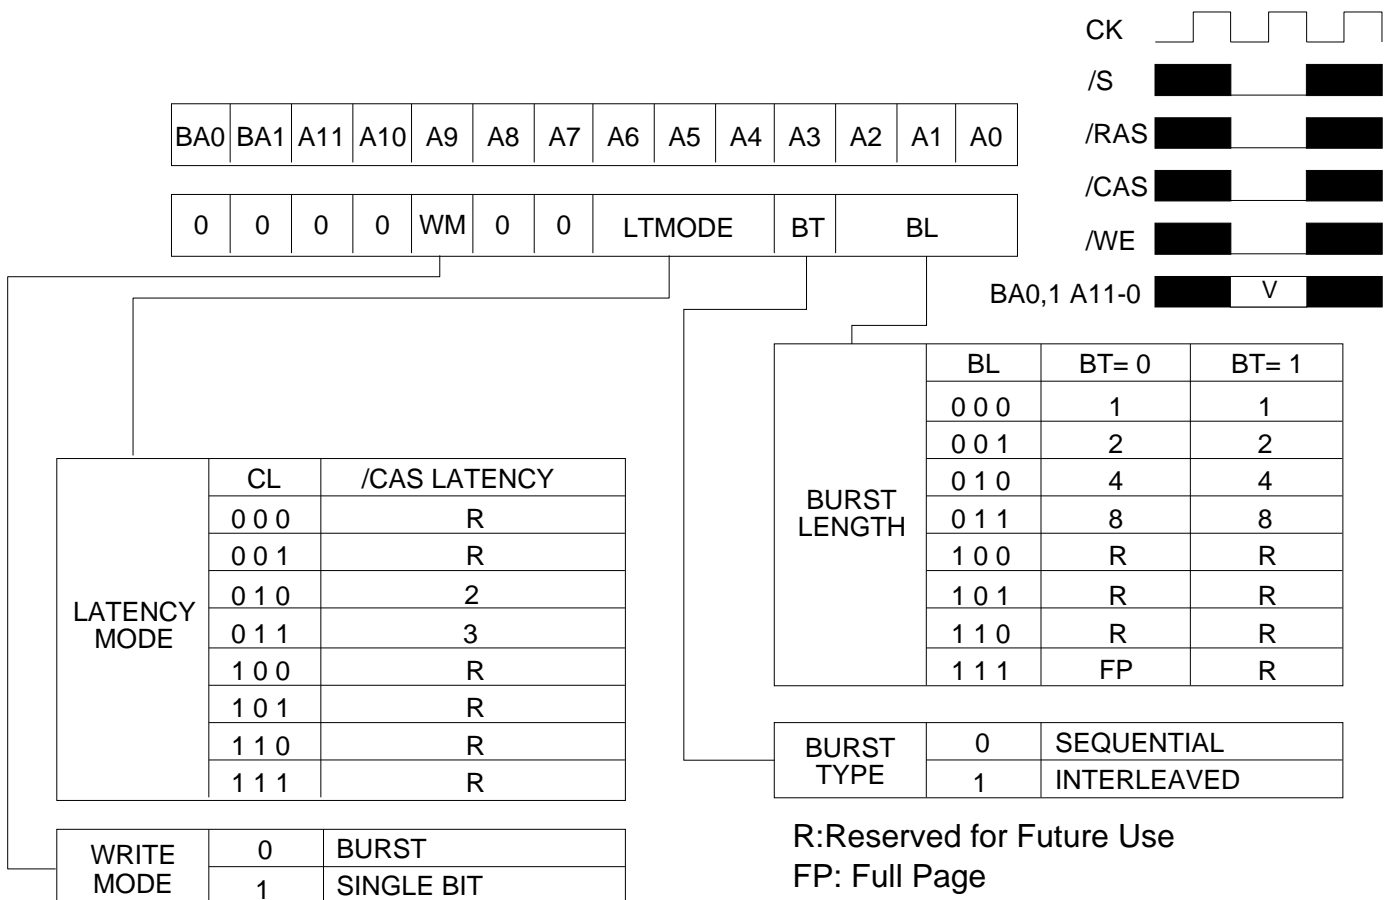 CK
/S
/RAS
/CAS
/WE
BA0,1 A11-0 V
BA0 BA1 A11 A10 A9 A8 A7 A6 A5 A4 A3 A2 A1 A0
0 0 0 0 WM 0 0 LTMODE BT BL
BURST LENGTH
BL BT= 0 BT= 1
0 0 0 1 1
0 0 1 2 2
0 1 0 4 4
0 1 1 8 8
1 0 0 R R
1 0 1 R R
1 1 0 R R
1 1 1 FP R
LATENCY MODE
CL /CAS LATENCY
0 0 0 R
0 0 1 R
0 1 0 2
0 1 1 3
1 0 0 R
1 0 1 R
1 1 0 R
1 1 1 R
BURST TYPE
0 SEQUENTIAL
1 INTERLEAVED
WRITE MODE
0 BURST
1 SINGLE BIT
R:Reserved for Future Use
FP: Full Page